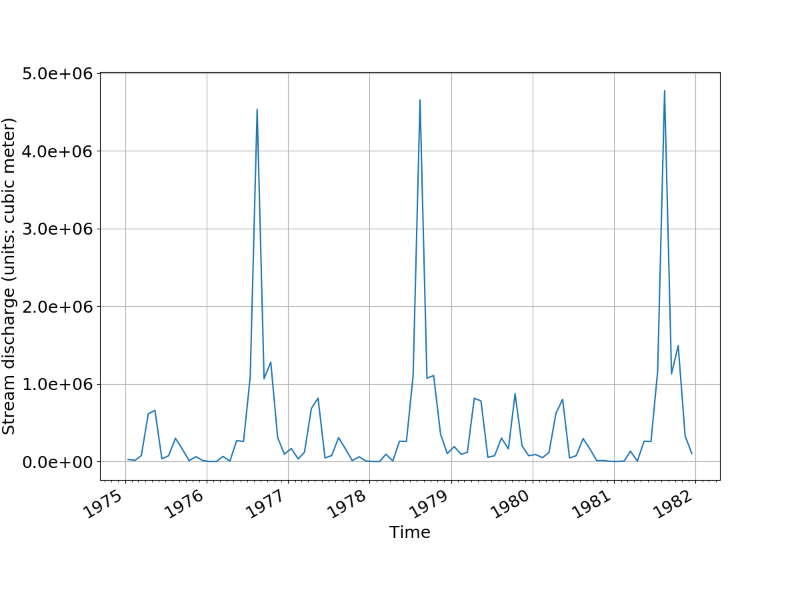 Stream discharge (units: cubic meter)
5.0e+06
4.0e+06
3.0e+06
2.0e+06
1.0e+06
0.0e+00
1975 1976 1977 1978 1979 1980 1981 1982
Time